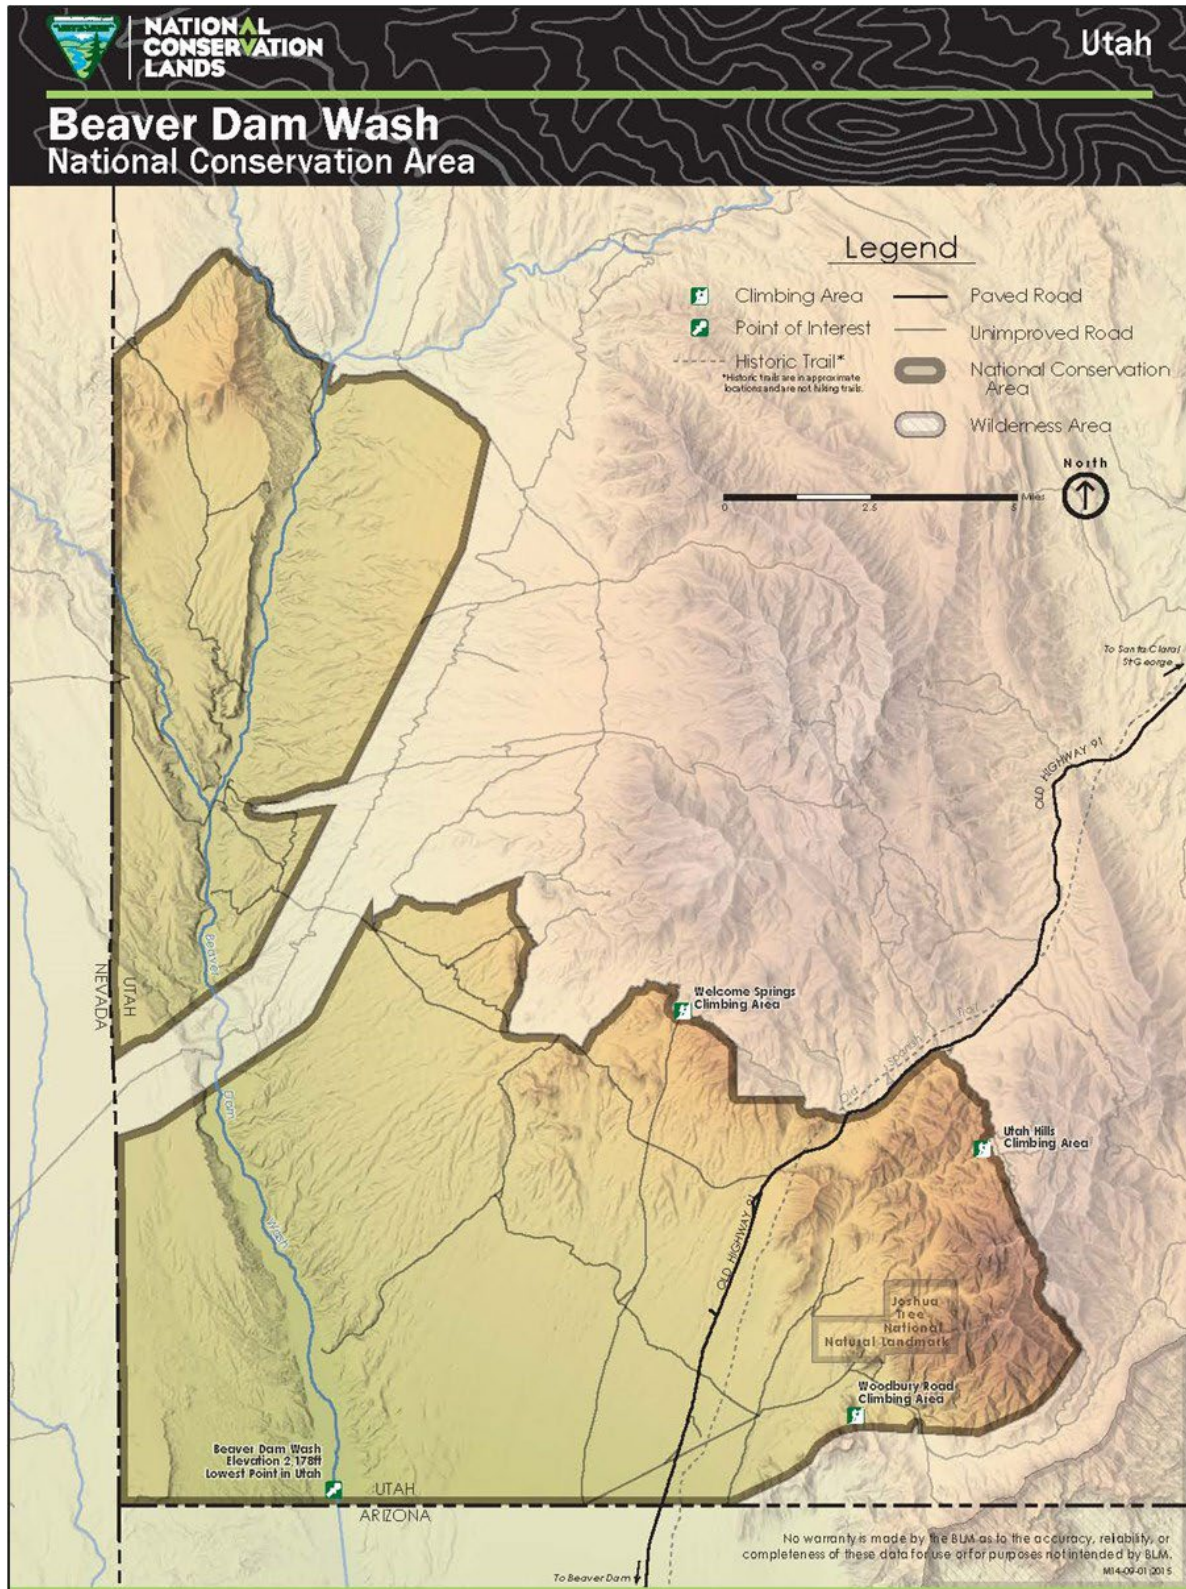 NATIONAL
CONSERVATION
LANDS
Utah
Beaver Dam Wash
National Conservation Area
Legend
Climbing Area
Paved Road
Point of Interest
Unimproved Road
Historic Trail*
*Historic trails are in approximate
locations and are not hiking trails.
National Conservation
Area
Wilderness Area
North
Miles
0
2.5
5
To Santa Clara/
St George
OLD HIGHWAY 91
Beaver
UTAH
NEVADA
Welcome Springs
Climbing Area
Old Spanish Trail
Dam
Utah Hills
Climbing Area
Wash
OLD HIGHWAY 91
Joshua
Tree
National
Natural Landmark
Woodbury Road
Climbing Area
Beaver Dam Wash
Elevation 2,178ft
Lowest Point in Utah
UTAH
ARIZONA
No warranty is made by the BLM as to the accuracy, reliability, or
completeness of these data for use or for purposes not intended by BLM.
M14-09-01:2015
To Beaver Dam